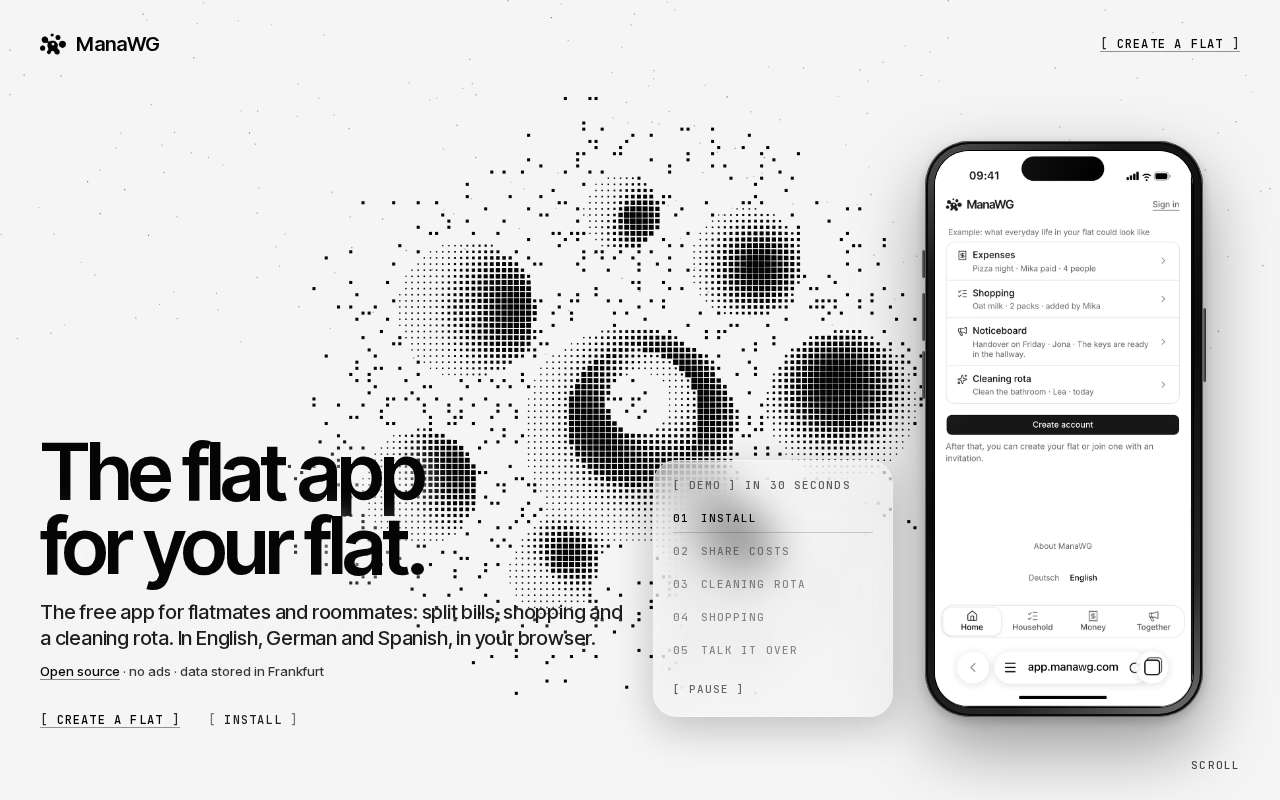 ManaWG
[ CREATE A FLAT ]
The flat app
for your flat.
The free app for flatmates and roommates: split bills, shopping and
a cleaning rota. In English, German and Spanish, in your browser.
Open source · no ads · data stored in Frankfurt
[ CREATE A FLAT ]
[ INSTALL ]
[ DEMO ] IN 30 SECONDS
01 INSTALL
02 SHARE COSTS
03 CLEANING ROTA
04 SHOPPING
05 TALK IT OVER
[ PAUSE ]
09:41
ManaWG
Sign in
Example: what everyday life in your flat could look like
Expenses
Pizza night · Mika paid · 4 people
Shopping
Oat milk · 2 packs · added by Mika
Noticeboard
Handover on Friday · Jona · The keys are ready
in the hallway.
Cleaning rota
Clean the bathroom · Lea · today
Create account
After that, you can create your flat or join one with an
invitation.
About ManaWG
Deutsch English
Home Household Money Together
app.manawg.com
SCROLL